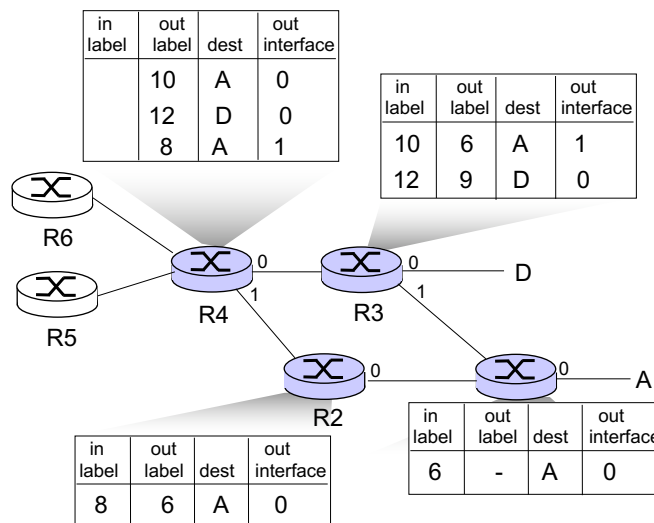 in label | out label | dest | out interface
10 A 0
12 D 0
8 A 1
in label | out label | dest | out interface
10 6 A 1
12 9 D 0
R6
R5
R4
0
1
R3
0
1
D
R2
0
0
A
in label | out label | dest | out interface
6 - A 0
in label | out label | dest | out interface
8 6 A 0